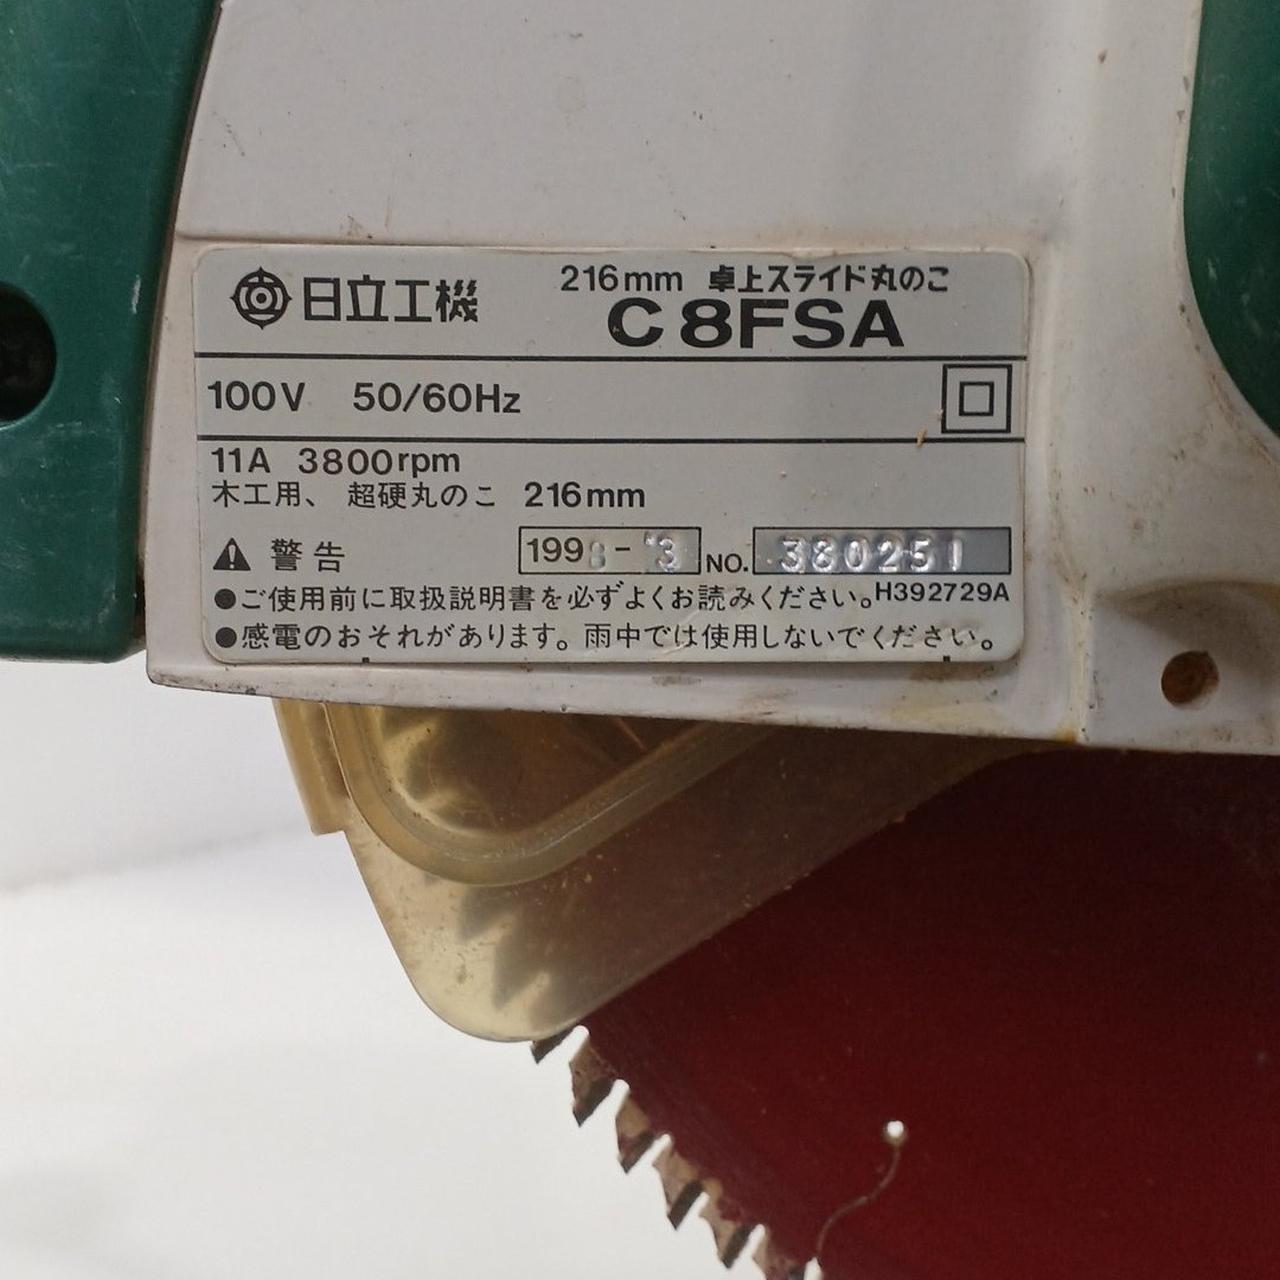 日立工機
216mm 卓上スライド丸のこ
C8FSA
100V 50/60Hz
11A 3800rpm
木工用、超硬丸のこ 216mm
警告 1998-3 NO. 380251
●ご使用前に取扱説明書を必ずよくお読みください。H392729A
●感電のおそれがあります。雨中では使用しないでください。